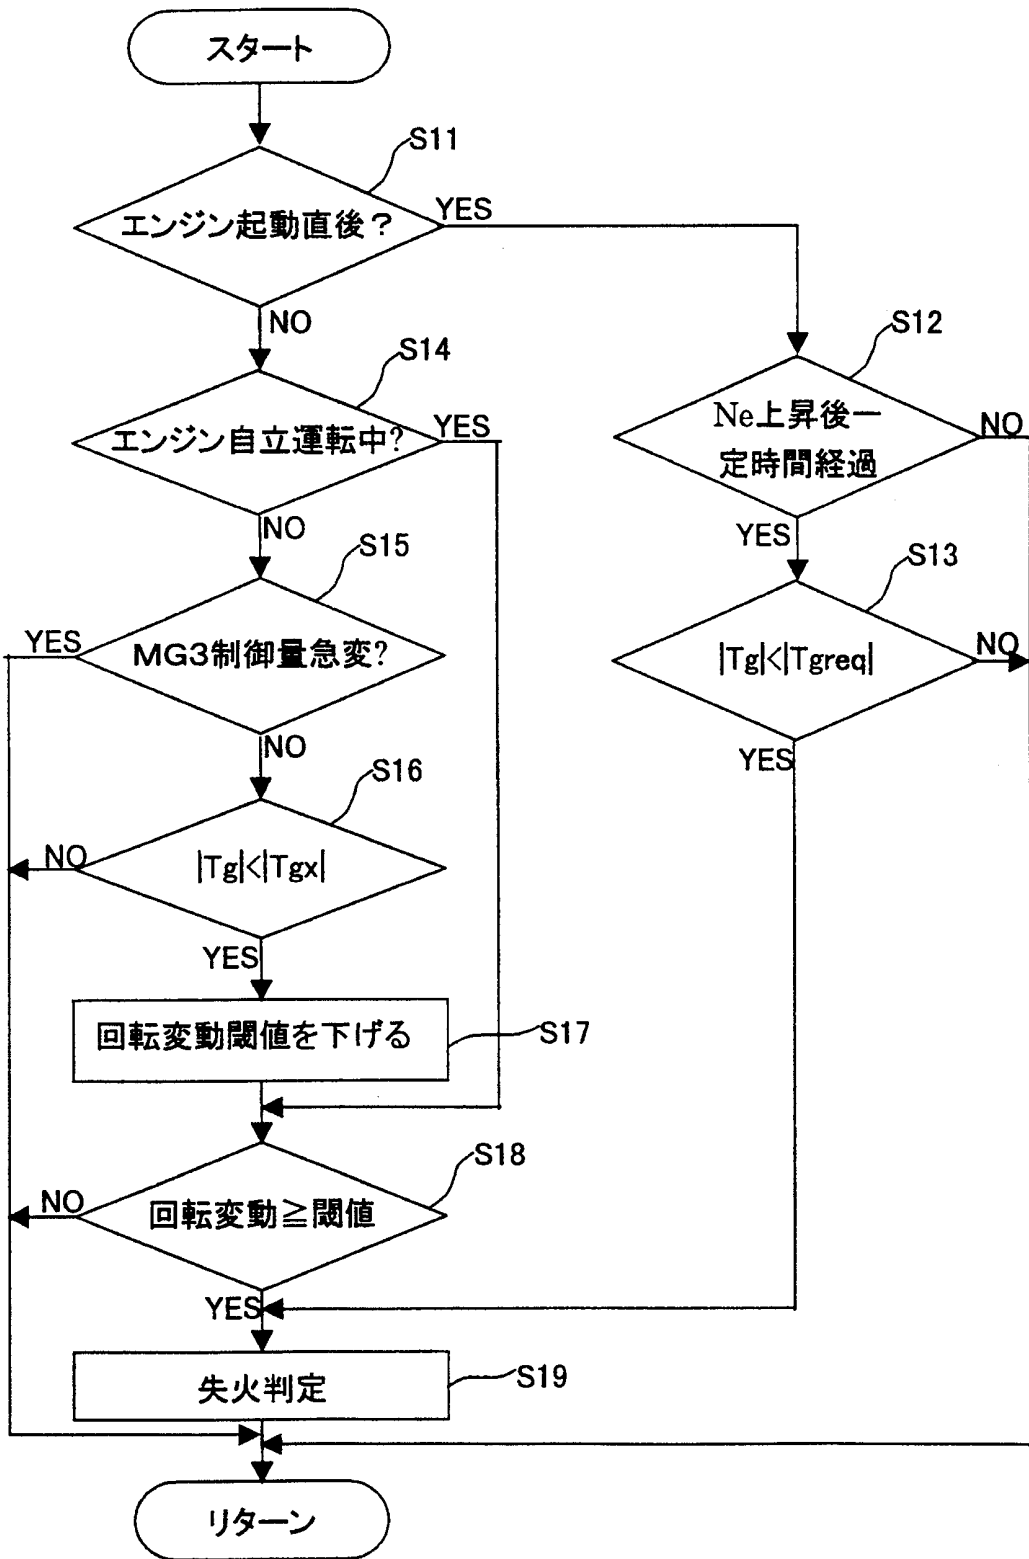 スタート
S11
エンジン起動直後?
YES
NO
S12
S14
Ne上昇後一
定時間経過
NO
エンジン自立運転中?
YES
YES
NO
S15
S13
YES
MG3制御量急変?
|Tg|<|Tgreq|
NO
NO
YES
S16
NO
|Tg|<|Tgx|
YES
回転変動閾値を下げる
S17
S18
NO
回転変動≧閾値
YES
失火判定
S19
リターン